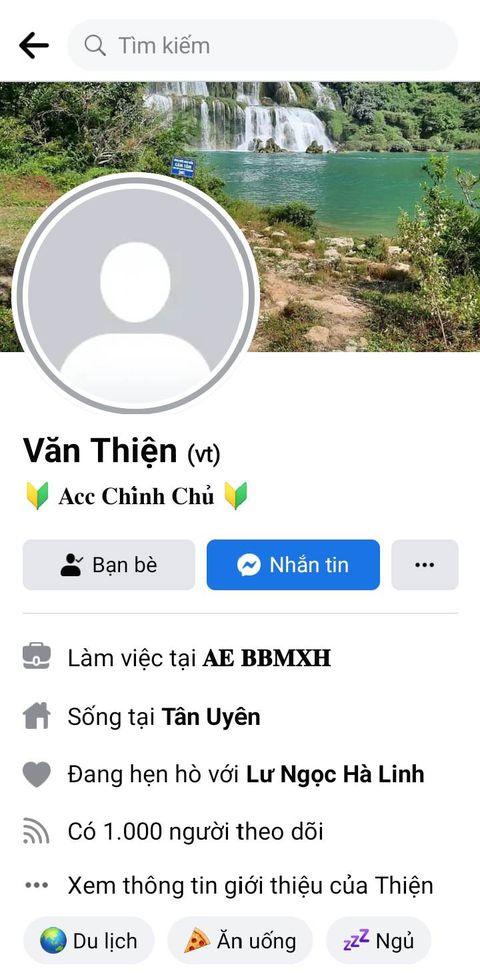 Tìm kiếm
Văn Thiện (vt)
🔰 Acc Chính Chủ 🔰
Bạn bè
Nhắn tin
Làm việc tại AE BBMXH
Sống tại Tân Uyên
Đang hẹn hò với Lư Ngọc Hà Linh
Có 1.000 người theo dõi
Xem thông tin giới thiệu của Thiện
🌍 Du lịch 🍕 Ăn uống 💤 Ngủ